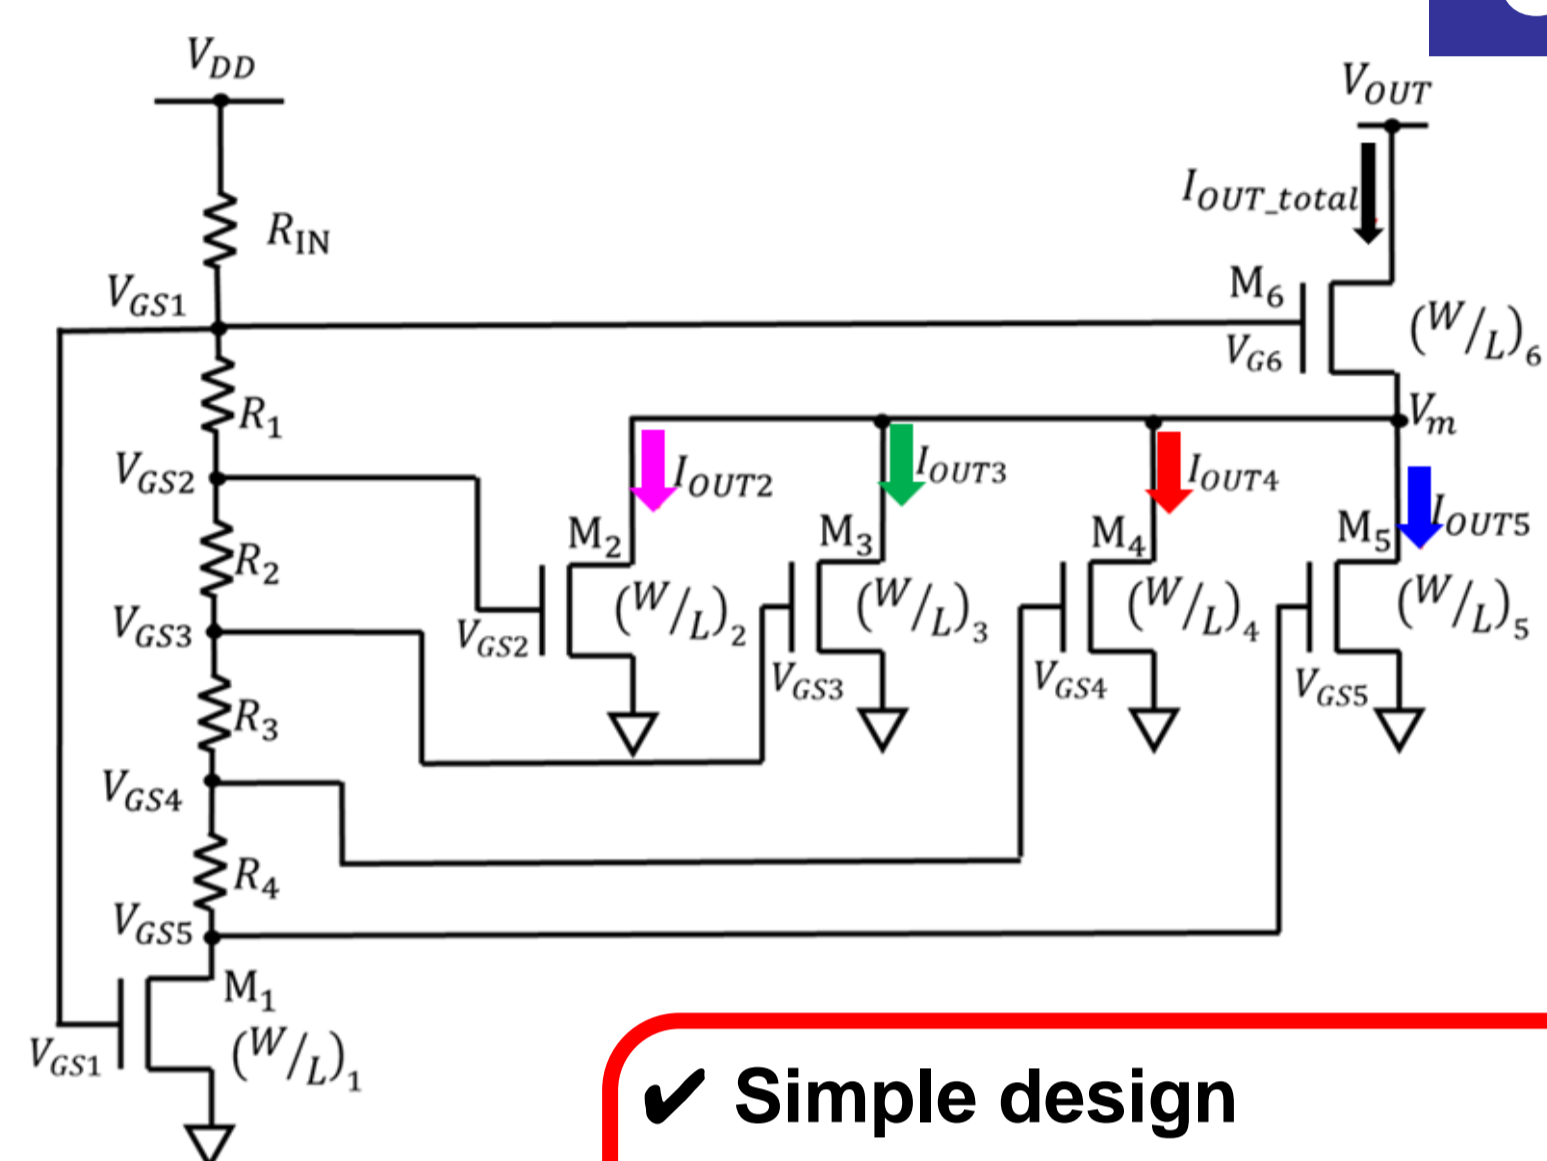 V_DD
V_OUT
I_OUT_total
R_IN
V_GS1
M_6
(W/L)_6
V_G6
R_1
V_m
V_GS2
I_OUT2
I_OUT3
I_OUT4
I_OUT5
M_2
M_3
M_4
M_5
R_2
(W/L)_2
(W/L)_3
(W/L)_4
(W/L)_5
V_GS3
V_GS2
V_GS3
V_GS4
V_GS5
R_3
V_GS4
R_4
V_GS5
M_1
V_GS1
(W/L)_1
✔ Simple design